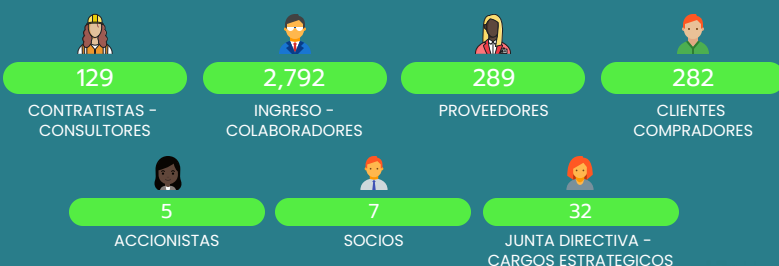 129
CONTRATISTAS -
CONSULTORES
2,792
INGRESO -
COLABORADORES
289
PROVEEDORES
282
CLIENTES
COMPRADORES
5
ACCIONISTAS
7
SOCIOS
32
JUNTA DIRECTIVA -
CARGOS ESTRATEGICOS